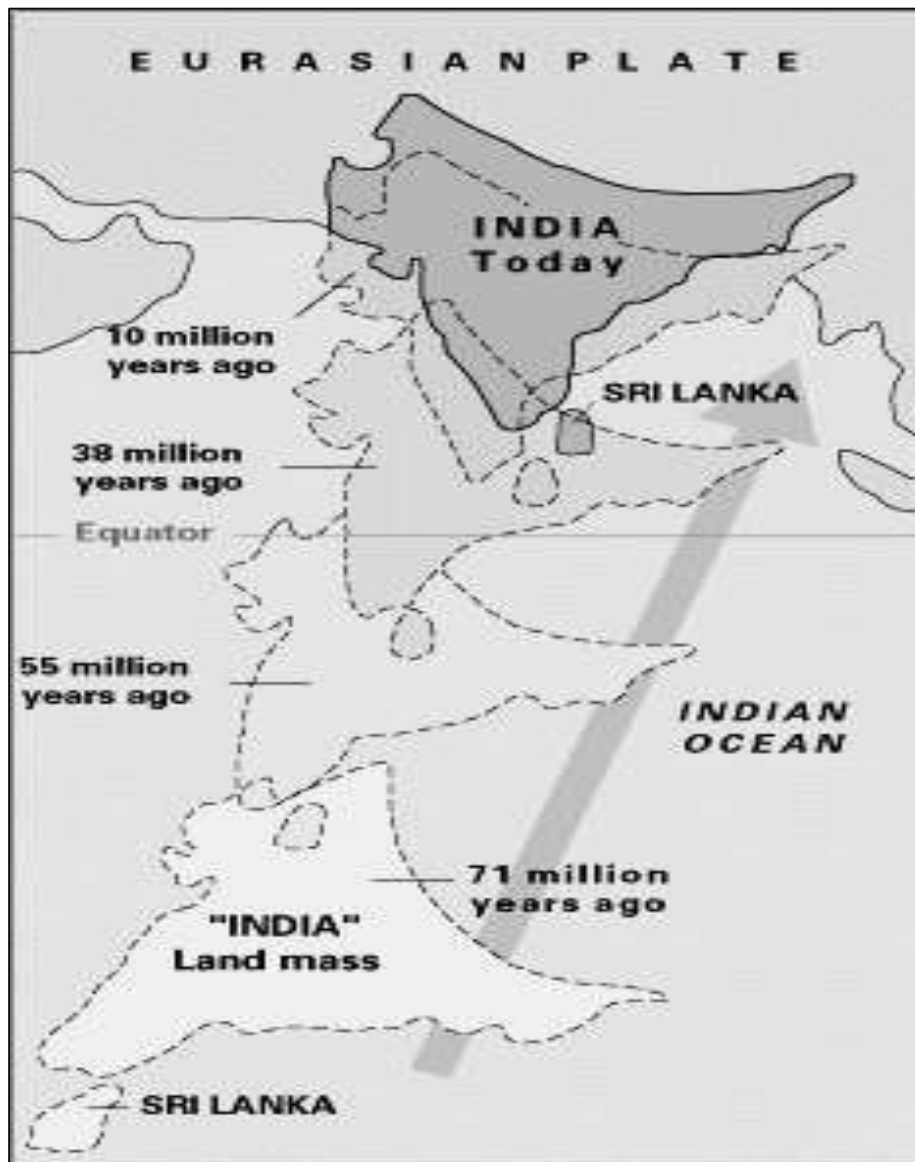 EURASIAN PLATE
INDIA
Today
10 million
years ago
SRI LANKA
38 million
years ago
Equator
55 million
years ago
INDIAN
OCEAN
71 million
years ago
"INDIA"
Land mass
SRI LANKA